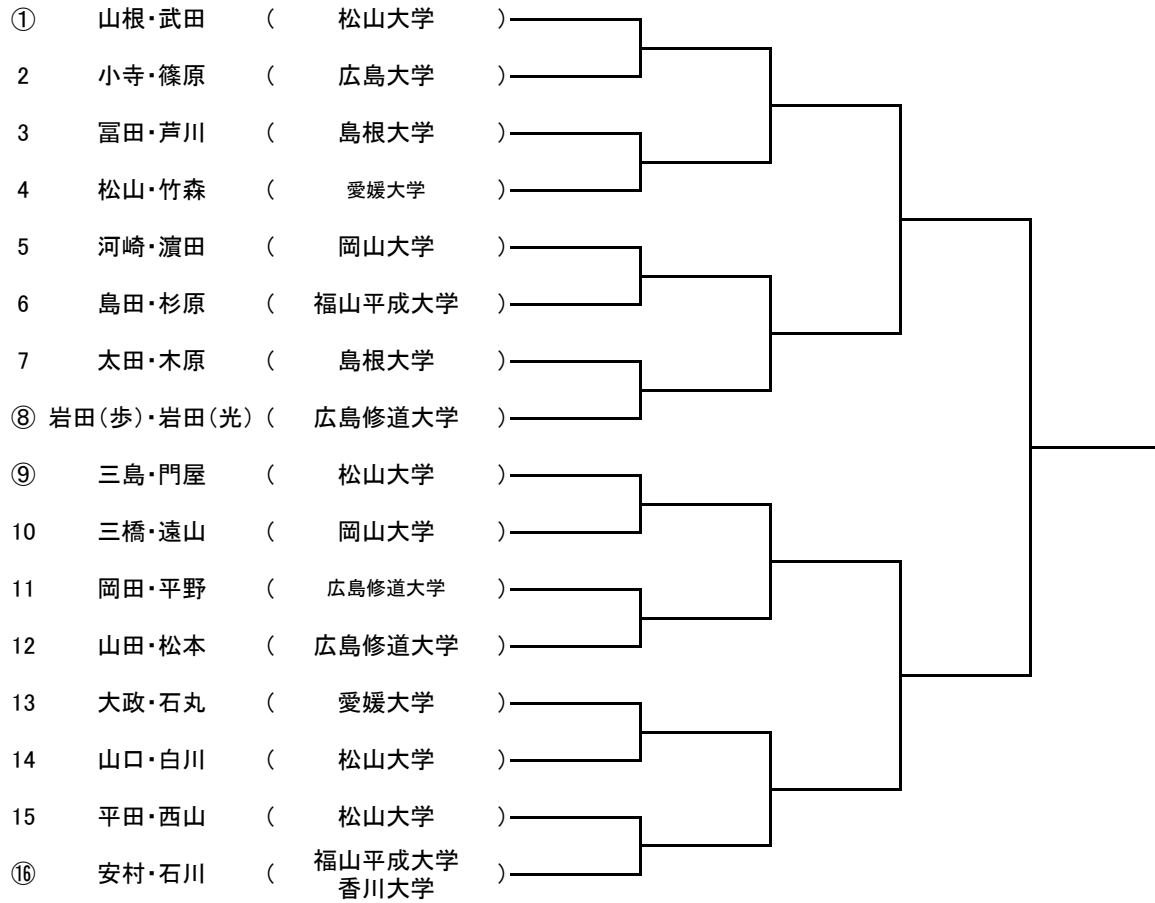 ① 山根・武田 ( 松山大学 )
2 小寺・篠原 ( 広島大学 )
3 冨田・芦川 ( 島根大学 )
4 松山・竹森 ( 愛媛大学 )
5 河崎・濵田 ( 岡山大学 )
6 島田・杉原 ( 福山平成大学 )
7 太田・木原 ( 島根大学 )
⑧ 岩田(歩)・岩田(光) ( 広島修道大学 )
⑨ 三島・門屋 ( 松山大学 )
10 三橋・遠山 ( 岡山大学 )
11 岡田・平野 ( 広島修道大学 )
12 山田・松本 ( 広島修道大学 )
13 大政・石丸 ( 愛媛大学 )
14 山口・白川 ( 松山大学 )
15 平田・西山 ( 松山大学 )
⑯ 安村・石川 ( 福山平成大学
香川大学 )